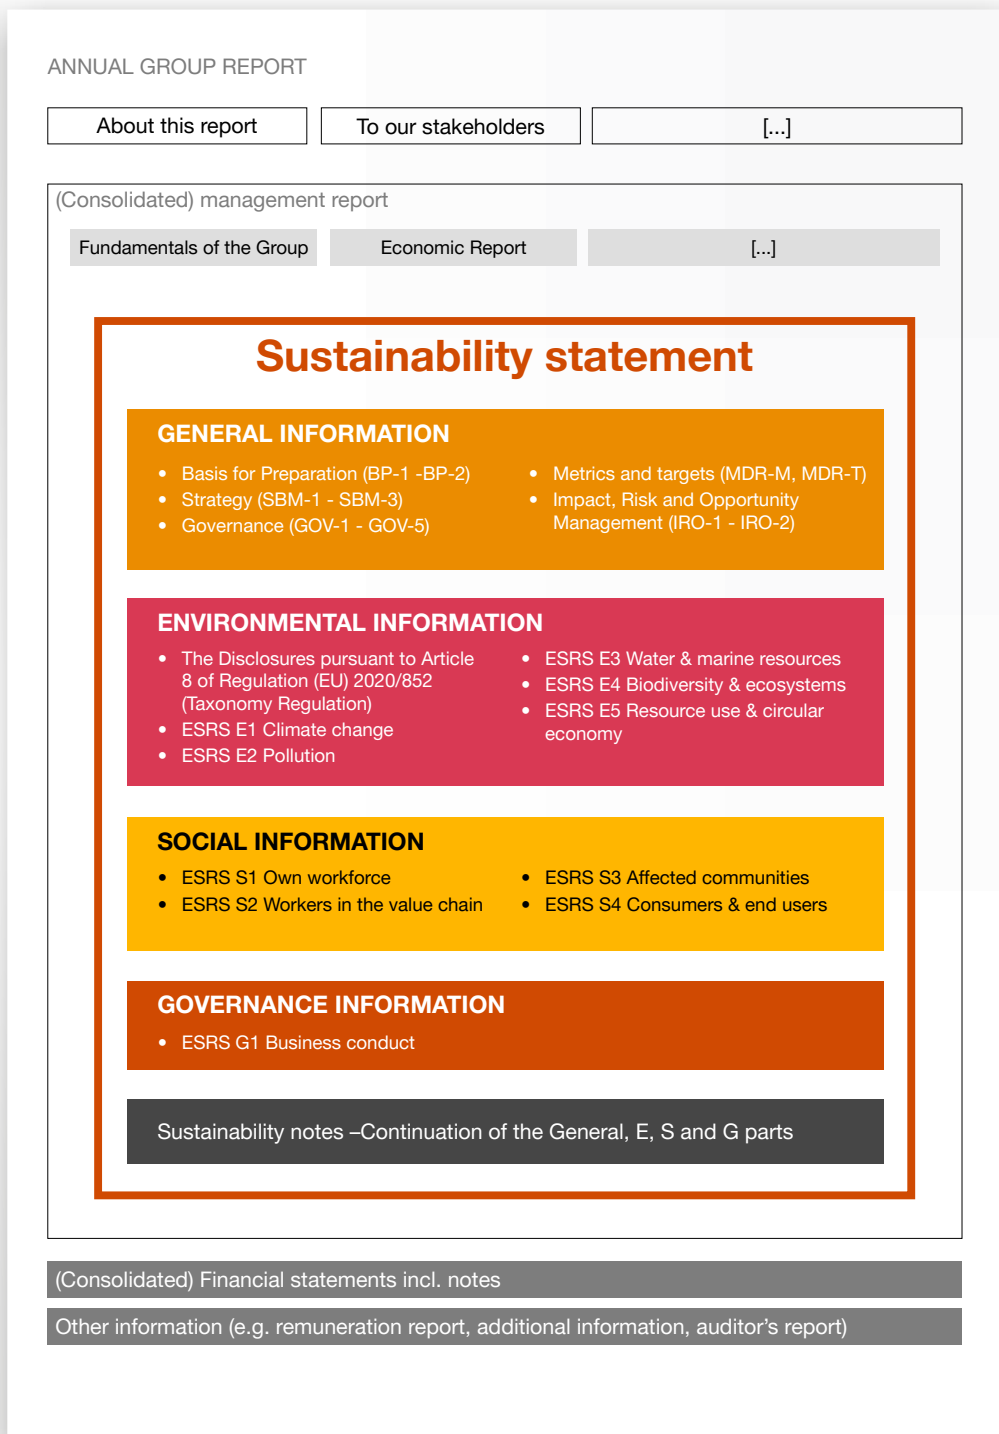 ANNUAL GROUP REPORT
About this report
To our stakeholders
[...]
(Consolidated) management report
Fundamentals of the Group
Economic Report
[...]
Sustainability statement
GENERAL INFORMATION
• Basis for Preparation (BP-1 -BP-2)
• Strategy (SBM-1 - SBM-3)
• Governance (GOV-1 - GOV-5)
• Metrics and targets (MDR-M, MDR-T)
• Impact, Risk and Opportunity
Management (IRO-1 - IRO-2)
ENVIRONMENTAL INFORMATION
• The Disclosures pursuant to Article
8 of Regulation (EU) 2020/852
(Taxonomy Regulation)
• ESRS E1 Climate change
• ESRS E2 Pollution
• ESRS E3 Water & marine resources
• ESRS E4 Biodiversity & ecosystems
• ESRS E5 Resource use & circular
economy
SOCIAL INFORMATION
• ESRS S1 Own workforce
• ESRS S2 Workers in the value chain
• ESRS S3 Affected communities
• ESRS S4 Consumers & end users
GOVERNANCE INFORMATION
• ESRS G1 Business conduct
Sustainability notes –Continuation of the General, E, S and G parts
(Consolidated) Financial statements incl. notes
Other information (e.g. remuneration report, additional information, auditor’s report)